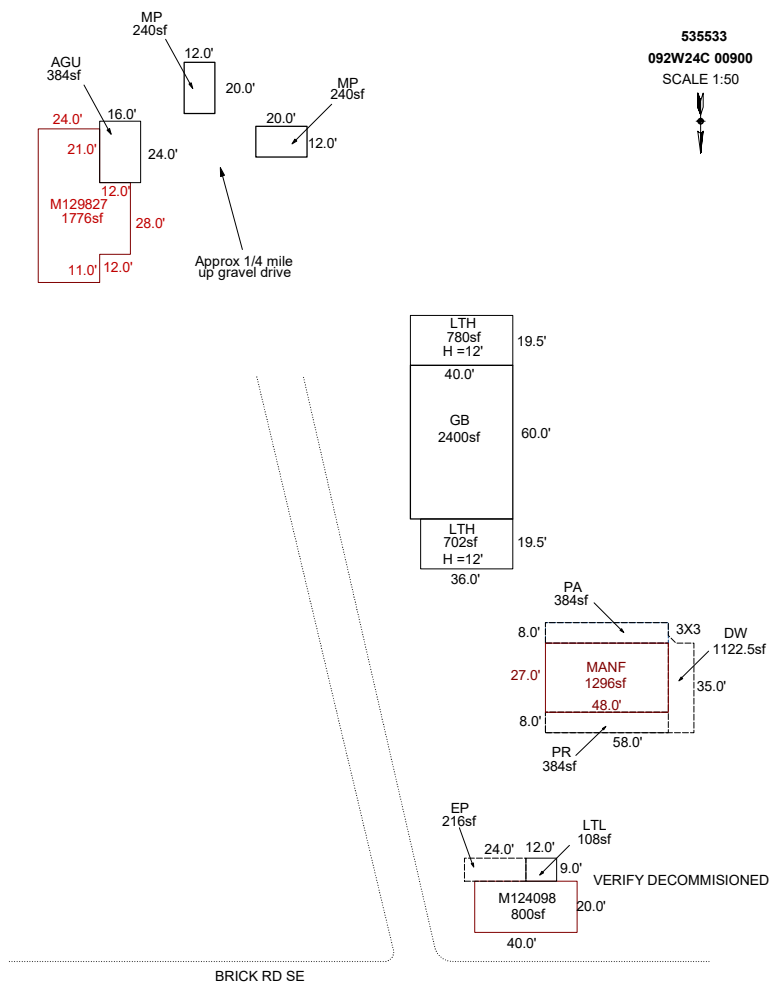 535533
092W24C 00900
SCALE 1:50
MP
240sf
12.0'
20.0'
AGU
384sf
16.0'
24.0'
MP
240sf
20.0'
12.0'
24.0'
21.0'
12.0'
M129827
1776sf
28.0'
11.0'
12.0'
Approx 1/4 mile
up gravel drive
LTH
780sf
H =12'
19.5'
40.0'
GB
2400sf
60.0'
LTH
702sf
H =12'
19.5'
36.0'
PA
384sf
8.0'
3X3
DW
1122.5sf
27.0'
MANF
1296sf
48.0'
35.0'
8.0'
58.0'
PR
384sf
EP
216sf
LTL
108sf
24.0'
12.0'
9.0'
VERIFY DECOMMISIONED
M124098
800sf
20.0'
40.0'
BRICK RD SE